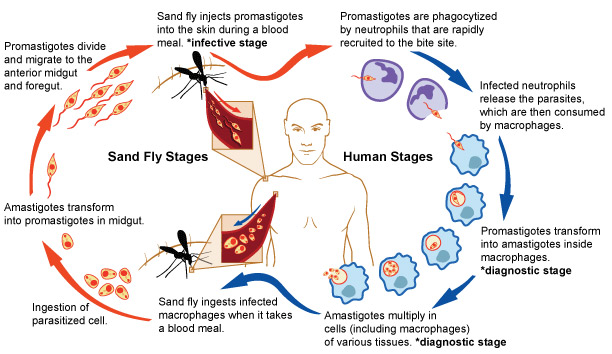 Sand fly injects promastigotes
into the skin during a blood
meal. *infective stage
Promastigotes are phagocytized
by neutrophils that are rapidly
recruited to the bite site.
Infected neutrophils
release the parasites,
which are then consumed
by macrophages.
Promastigotes transform
into amastigotes inside
macrophages.
*diagnostic stage
Amastigotes multiply in
cells (including macrophages)
of various tissues. *diagnostic stage
Sand fly ingests infected
macrophages when it takes
a blood meal.
Ingestion of
parasitized cell.
Amastigotes transform
into promastigotes in midgut.
Promastigotes divide
and migrate to the
anterior midgut
and foregut.
Sand Fly Stages
Human Stages